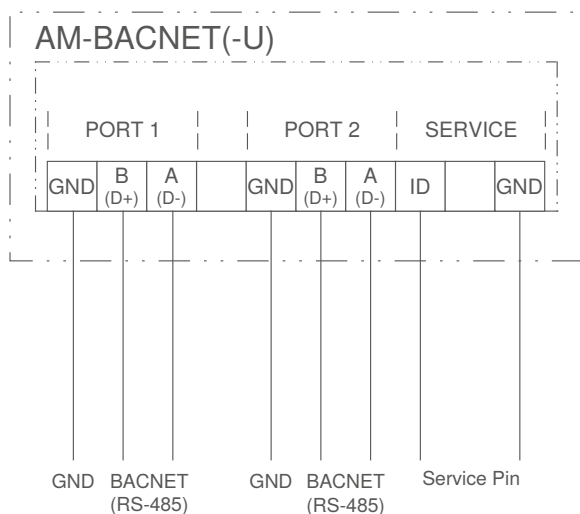 AM-BACNET(-U)
PORT 1 PORT 2 SERVICE
GND B A GND B A ID GND
(D+) (D-) (D+) (D-)
GND BACNET GND BACNET Service Pin
(RS-485) (RS-485)